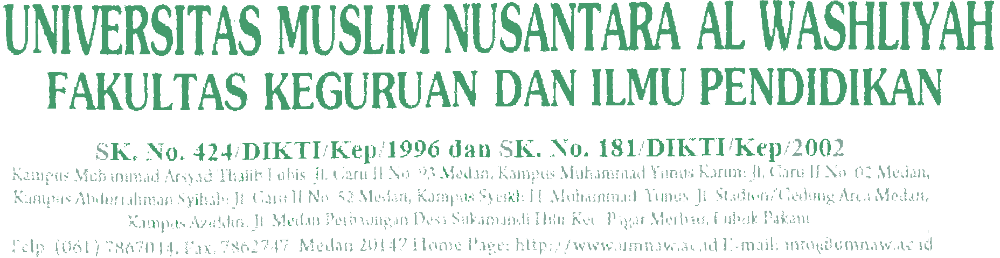 UNIVERSITAS MUSLIM NUSANTARA AL WASHLIYAH
FAKULTAS KEGURUAN DAN ILMU PENDIDIKAN
SK. No. 424/DIKTI/Kep/1996 dan SK. No. 181/DIKTI/Kep/2002
Kampus Muhammad Arsyad Thalib Lubis Jl. Garu II No. 93 Medan, Kampus Muhammad Yunus Karim: Jl. Garu II No. 02 Medan,
Kampus Abdurrahman Syihab: Jl Garu II No. 52 Medan, Kampus Syeikh H. Muhammad Yunus Jl Stadion/Gedung Arca Medan,
Kampus Azuddin, Jl Medan Perbaungan Desa Sukamandi Hilir Kec. Pagar Merbau, Lubuk Pakam
Telp. (061) 7867044, Fax. 7862747 Medan 20147 Home Page: http://www.umnaw.ac.id E-mail: info@umnaw.ac.id